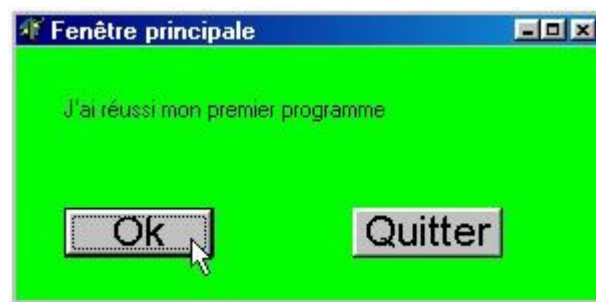 Fenêtre principale
J'ai réussi mon premier programme
Ok Quitter